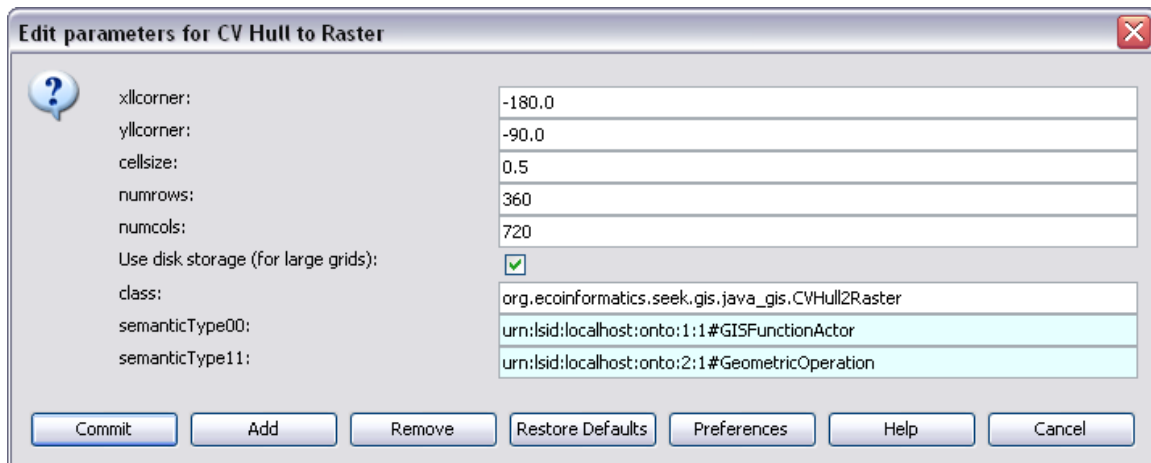 Edit parameters for CV Hull to Raster
xllcorner: -180.0
yllcorner: -90.0
cellsize: 0.5
numrows: 360
numcols: 720
Use disk storage (for large grids):
class: org.ecoinformatics.seek.gis.java_gis.CVHull2Raster
semanticType00: urn:lsid:localhost:onto:1:1#GISFunctionActor
semanticType11: urn:lsid:localhost:onto:2:1#GeometricOperation
Commit Add Remove Restore Defaults Preferences Help Cancel